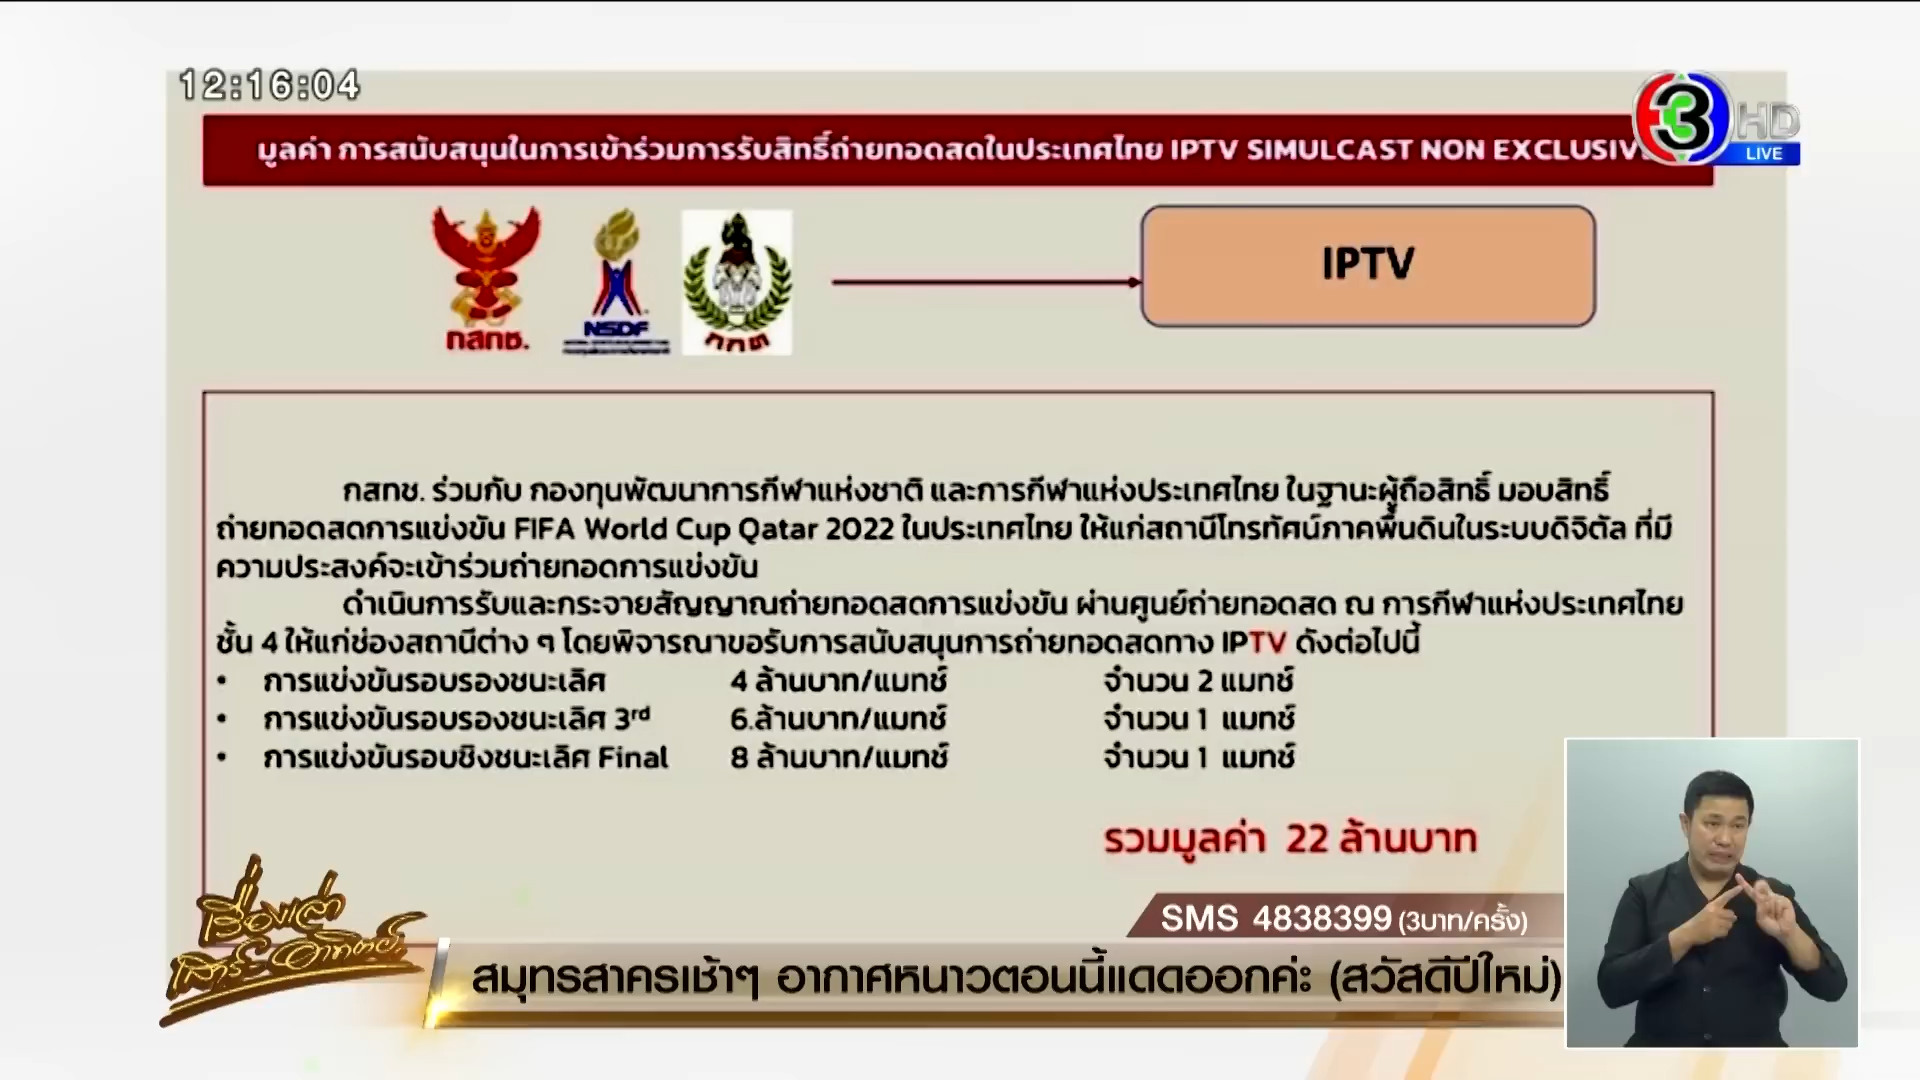 12:16:04
3 HD
LIVE
มูลค่า การสนับสนุนในการเข้าร่วมการรับสิทธิ์ถ่ายทอดสดในประเทศไทย IPTV SIMULCAST NON EXCLUSIV
IPTV
กสทช.
NSDF
กกท
กสทช. ร่วมกับ กองทุนพัฒนาการกีฬาแห่งชาติ และการกีฬาแห่งประเทศไทย ในฐานะผู้ถือสิทธิ์ มอบสิทธิ์
ถ่ายทอดสดการแข่งขัน FIFA World Cup Qatar 2022 ในประเทศไทย ให้แก่สถานีโทรทัศน์ภาคพื้นดินในระบบดิจิตัล ที่มี
ความประสงค์จะเข้าร่วมถ่ายทอดการแข่งขัน
ดำเนินการรับและกระจายสัญญาณถ่ายทอดสดการแข่งขัน ผ่านศูนย์ถ่ายทอดสด ณ การกีฬาแห่งประเทศไทย
ชั้น 4 ให้แก่ช่องสถานีต่าง ๆ โดยพิจารณาขอรับการสนับสนุนการถ่ายทอดสดทาง IPTV ดังต่อไปนี้
• การแข่งขันรอบรองชนะเลิศ 4 ล้านบาท/แมทช์ จำนวน 2 แมทช์
• การแข่งขันรอบรองชนะเลิศ 3rd 6.ล้านบาท/แมทช์ จำนวน 1 แมทช์
• การแข่งขันรอบชิงชนะเลิศ Final 8 ล้านบาท/แมทช์ จำนวน 1 แมทช์
รวมมูลค่า 22 ล้านบาท
เรื่องเล่า
เสาร์-อาทิตย์
SMS 4838399 (3บาท/ครั้ง)
สมุทรสาครเช้าๆ อากาศหนาวตอนนี้แดดออกค่ะ (สวัสดีปีใหม่)